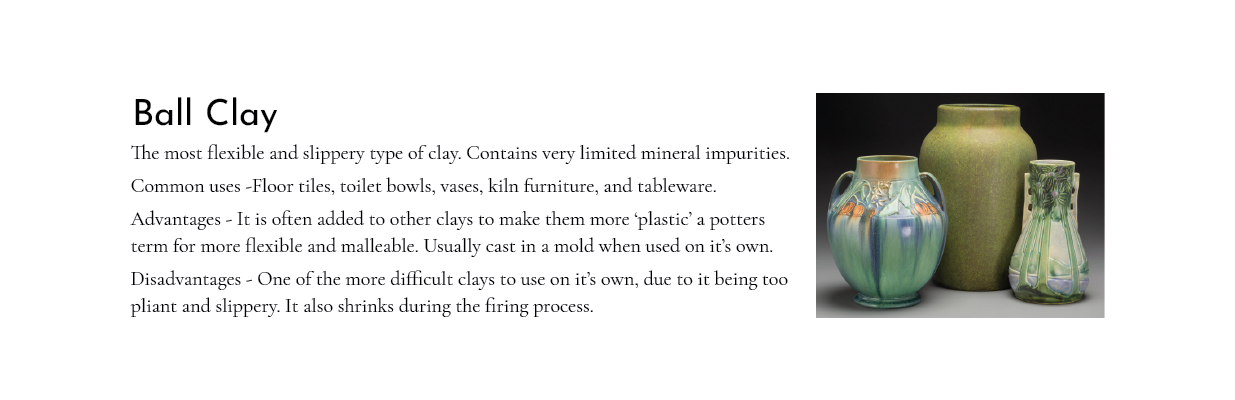 Ball Clay
The most flexible and slippery type of clay. Contains very limited mineral impurities.
Common uses -Floor tiles, toilet bowls, vases, kiln furniture, and tableware.
Advantages - It is often added to other clays to make them more ‘plastic’ a potters
term for more flexible and malleable. Usually cast in a mold when used on it’s own.
Disadvantages - One of the more difficult clays to use on it’s own, due to it being too
pliant and slippery. It also shrinks during the firing process.